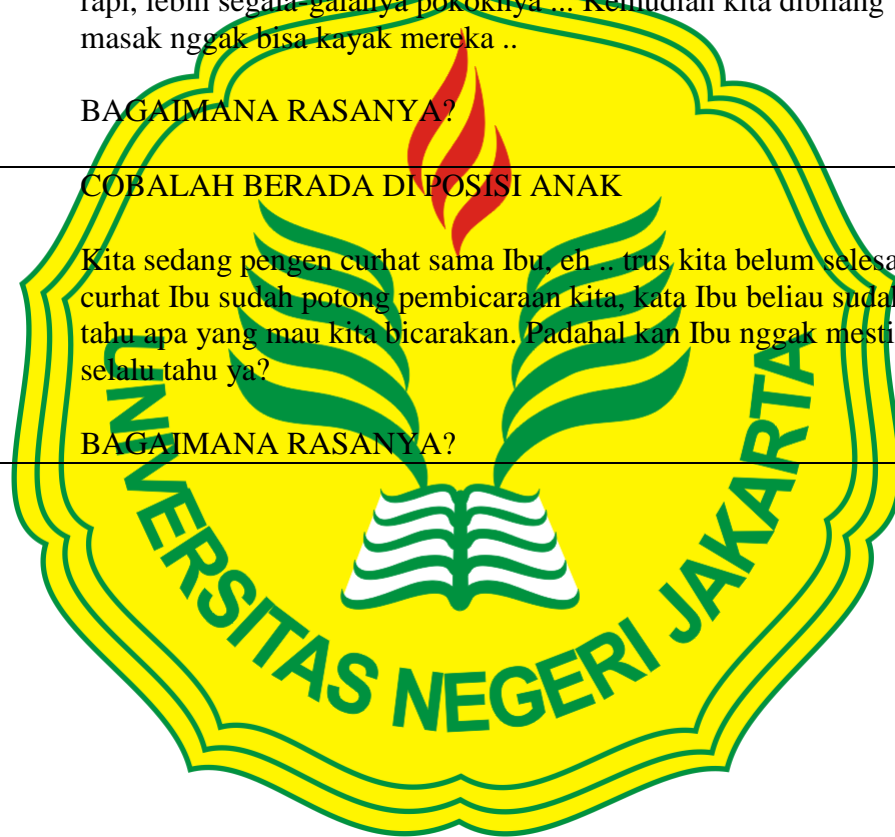 rapi, lebih segala-galanya pokoknya ... Kemudian kita dibilang
masak nggak bisa kayak mereka ..
BAGAIMANA RASANYA?
COBALAH BERADA DI POSISI ANAK
Kita sedang pengen curhat sama Ibu, eh .. trus kita belum selesa
curhat Ibu sudah potong pembicaraan kita, kata Ibu beliau sudah
tahu apa yang mau kita bicarakan. Padahal kan Ibu nggak mesti
selalu tahu ya?
BAGAIMANA RASANYA?
UNIVERSITAS NEGERI JAKARTA